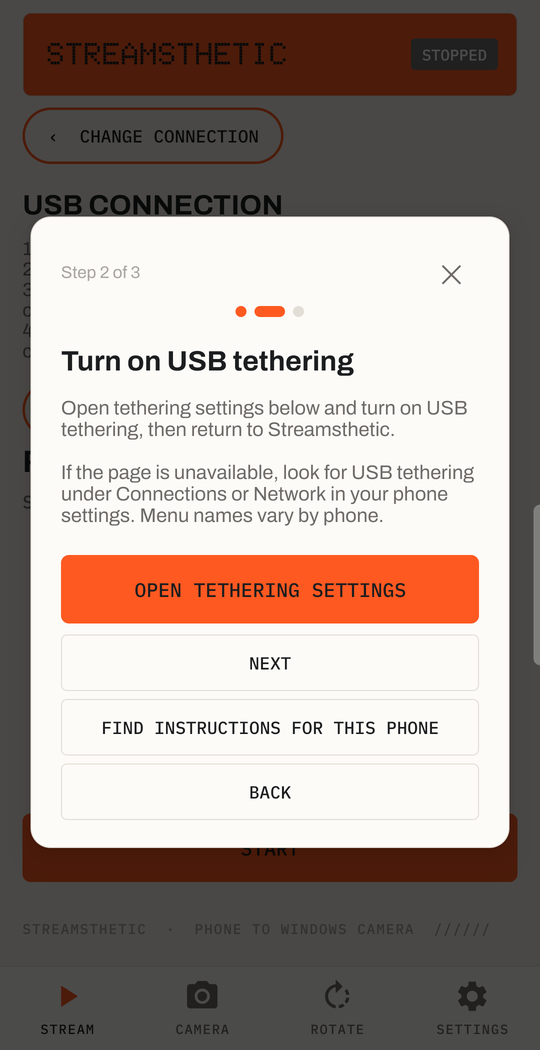 STREAMSTHETIC
STOPPED
‹ CHANGE CONNECTION
USB CONNECTION
Step 2 of 3
Turn on USB tethering
Open tethering settings below and turn on USB
tethering, then return to Streamsthetic.
If the page is unavailable, look for USB tethering
under Connections or Network in your phone
settings. Menu names vary by phone.
OPEN TETHERING SETTINGS
NEXT
FIND INSTRUCTIONS FOR THIS PHONE
BACK
START
STREAMSTHETIC · PHONE TO WINDOWS CAMERA //////
STREAM
CAMERA
ROTATE
SETTINGS